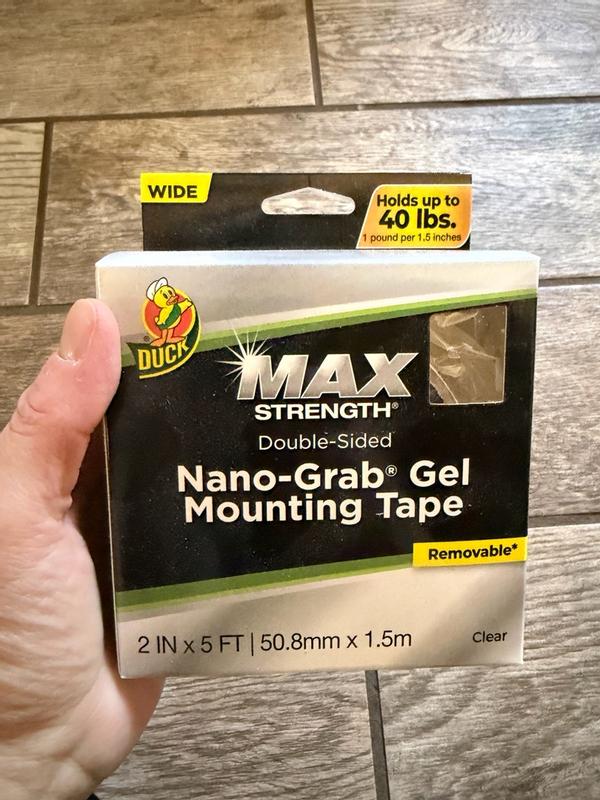 WIDE
Holds up to
40 lbs.
1 pound per 1.5 inches
DUCK®
MAX
STRENGTH®
Double-Sided
Nano-Grab® Gel
Mounting Tape
Removable*
2 IN x 5 FT | 50.8mm x 1.5m
Clear